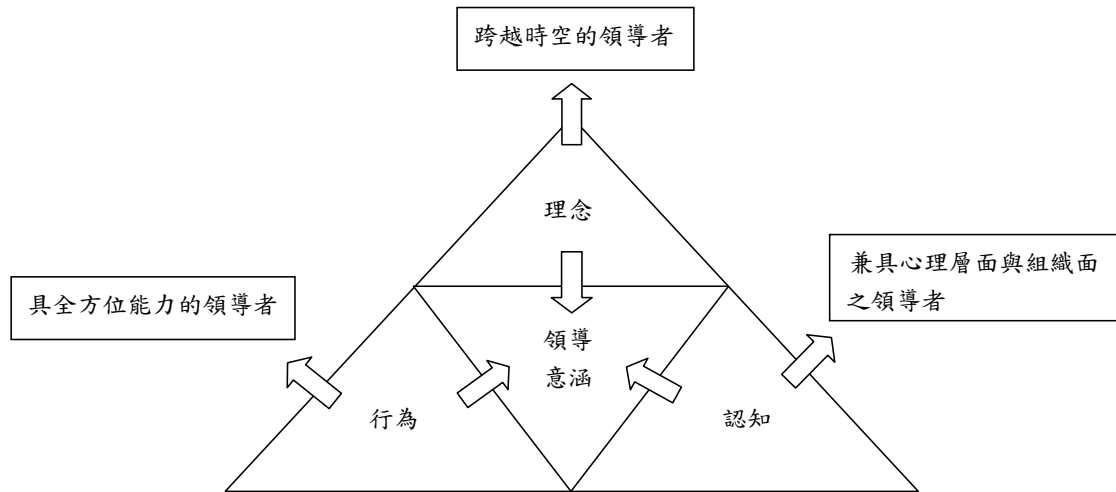 跨越時空的領導者
理念
兼具心理層面與組織面
之領導者
具全方位能力的領導者
領導
意涵
行為
認知